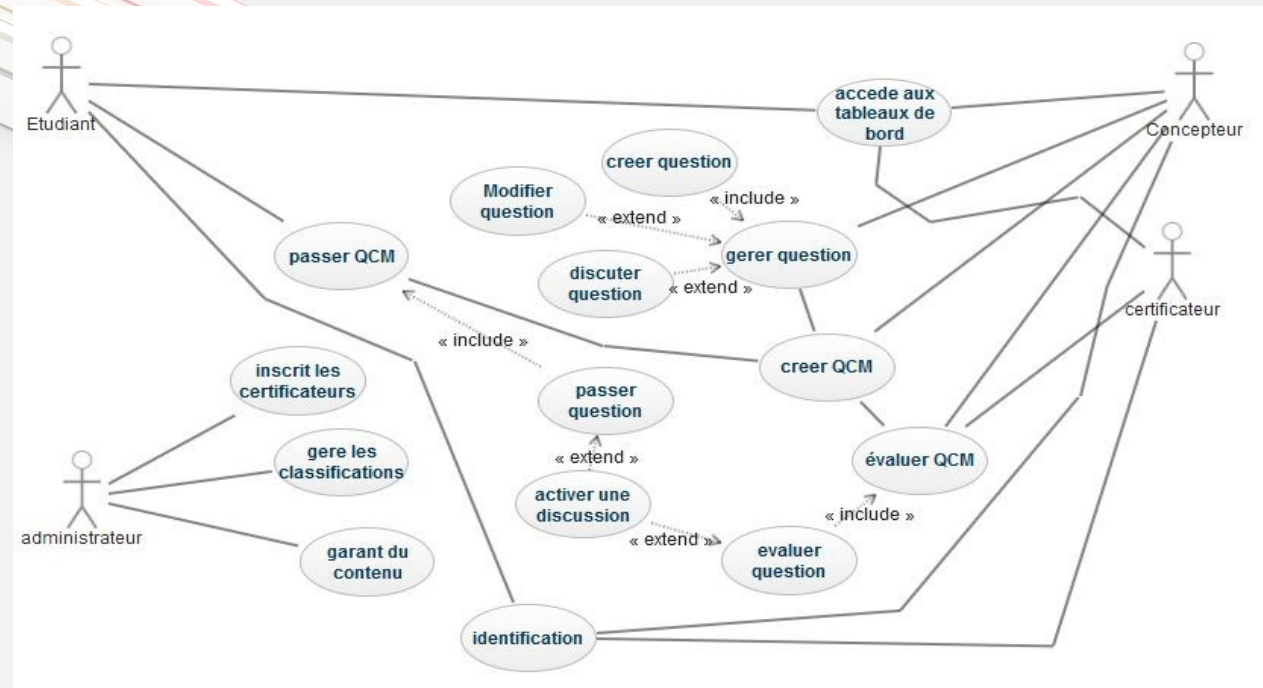 Etudiant
Concepteur
accede aux
tableaux de
bord
creer question
« include »
Modifier
question
« extend »
gerer question
passer QCM
discuter
question
« extend »
certificateur
« include »
creer QCM
inscrit les
certificateurs
passer
question
gere les
classifications
« extend »
évaluer QCM
administrateur
activer une
discussion
« include »
« extend »
garant du
contenu
evaluer
question
identification